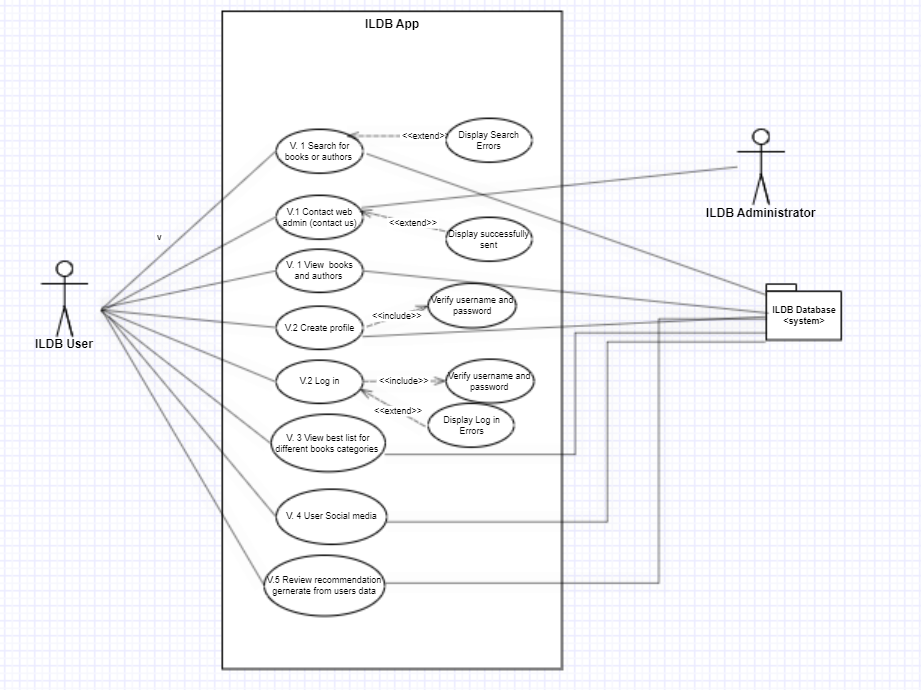 ILDB App
V. 1 Search for
books or authors
<<extend>>
Display Search
Errors
V.1 Contact web
admin (contact us)
<<extend>>
Display successfully
sent
V. 1 View books
and authors
V.2 Create profile
<<include>>
Verify username and
password
V.2 Log in
<<include>>
Verify username and
password
<<extend>>
Display Log in
Errors
V. 3 View best list for
different books categories
V. 4 User Social media
V.5 Review recommendation
gernerate from users data
v
ILDB User
ILDB Administrator
ILDB Database
<system>